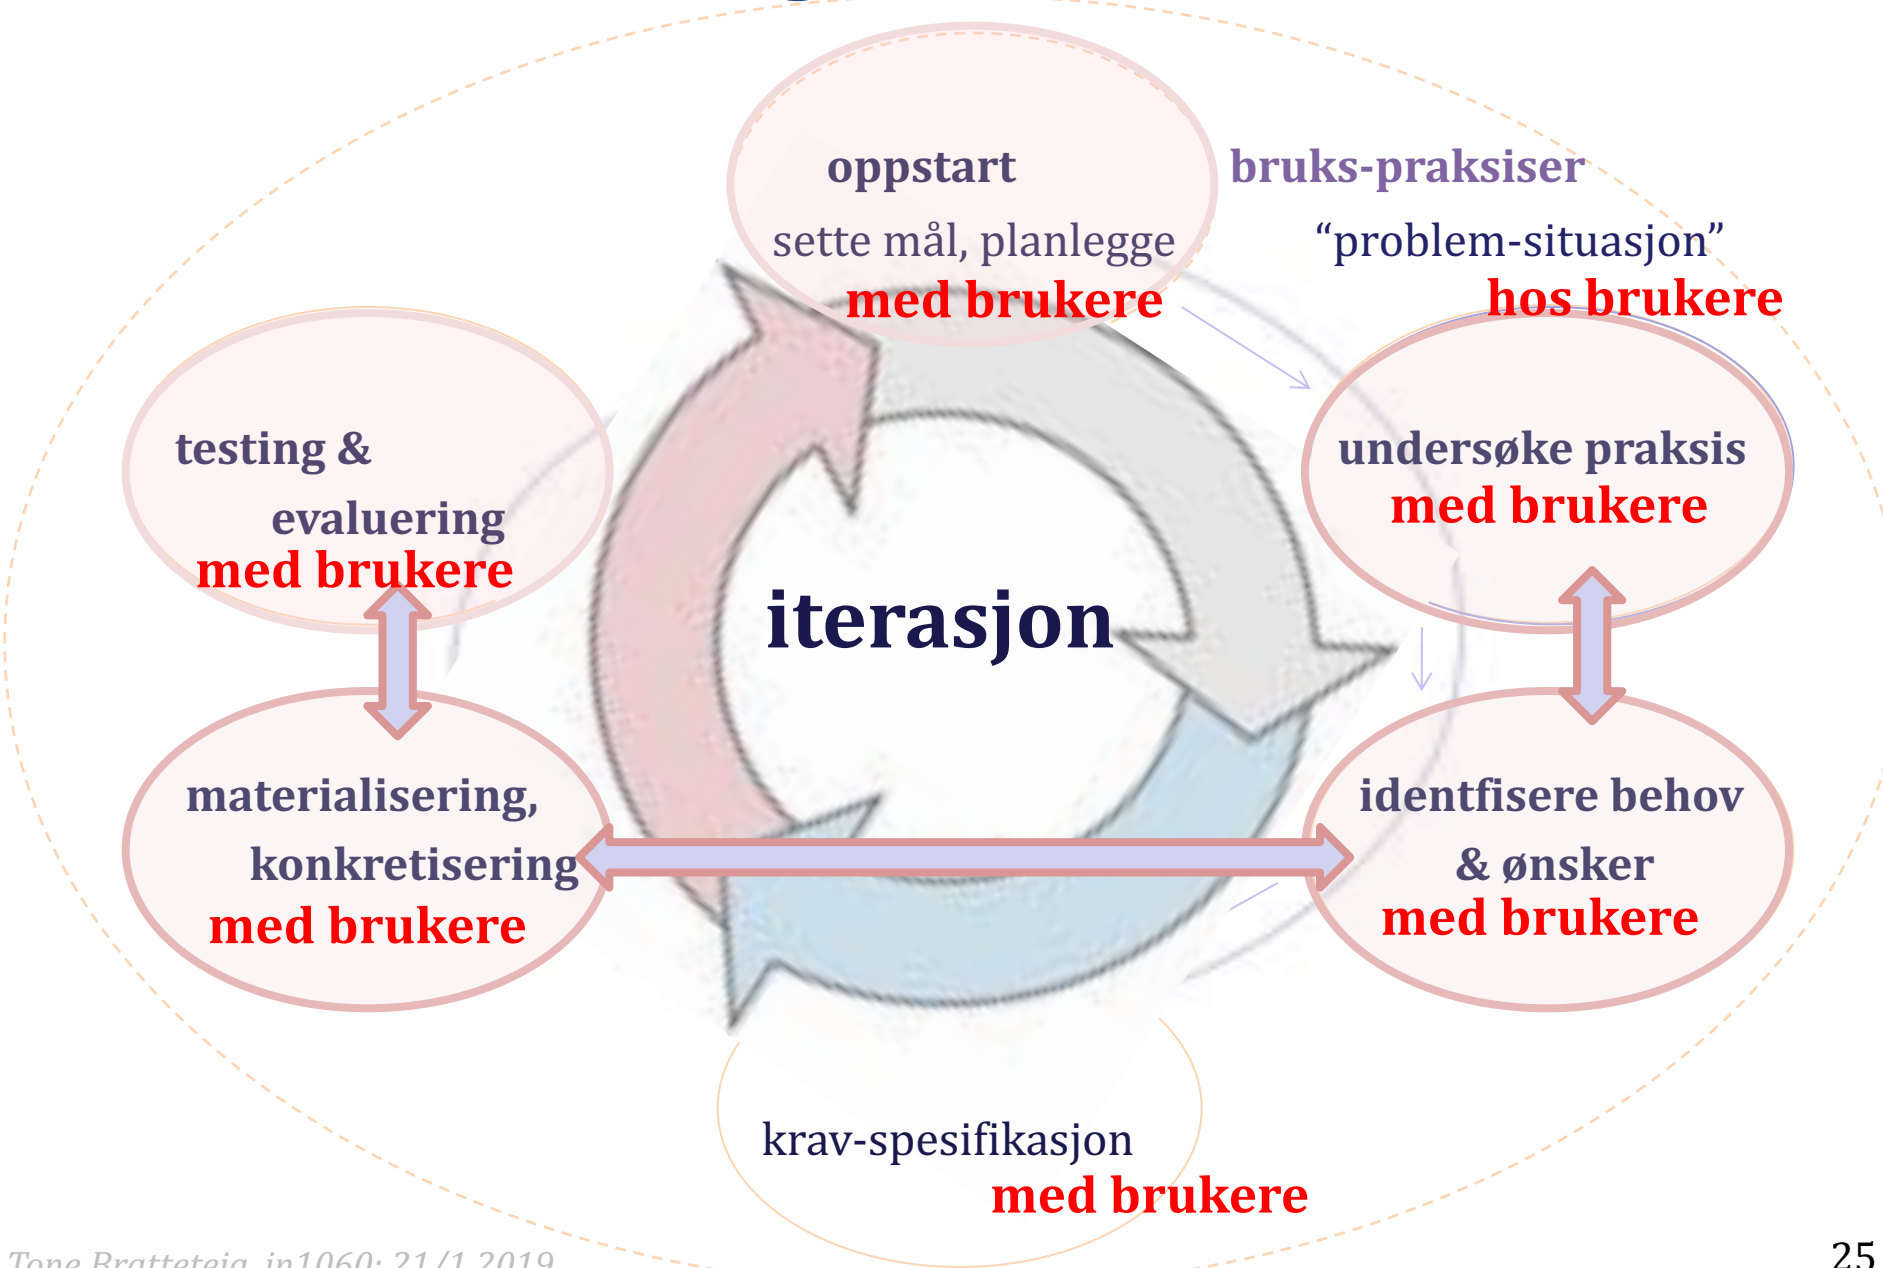 oppstart
bruks-praksiser
sette mål, planlegge
“problem-situasjon”
med brukere
hos brukere
testing &
evaluering
med brukere
undersøke praksis
med brukere
iterasjon
materialisering,
konkretisering
med brukere
identfisere behov
& ønsker
med brukere
krav-spesifikasjon
med brukere
Tone Bratteteig, in1060: 21/1 2019
25